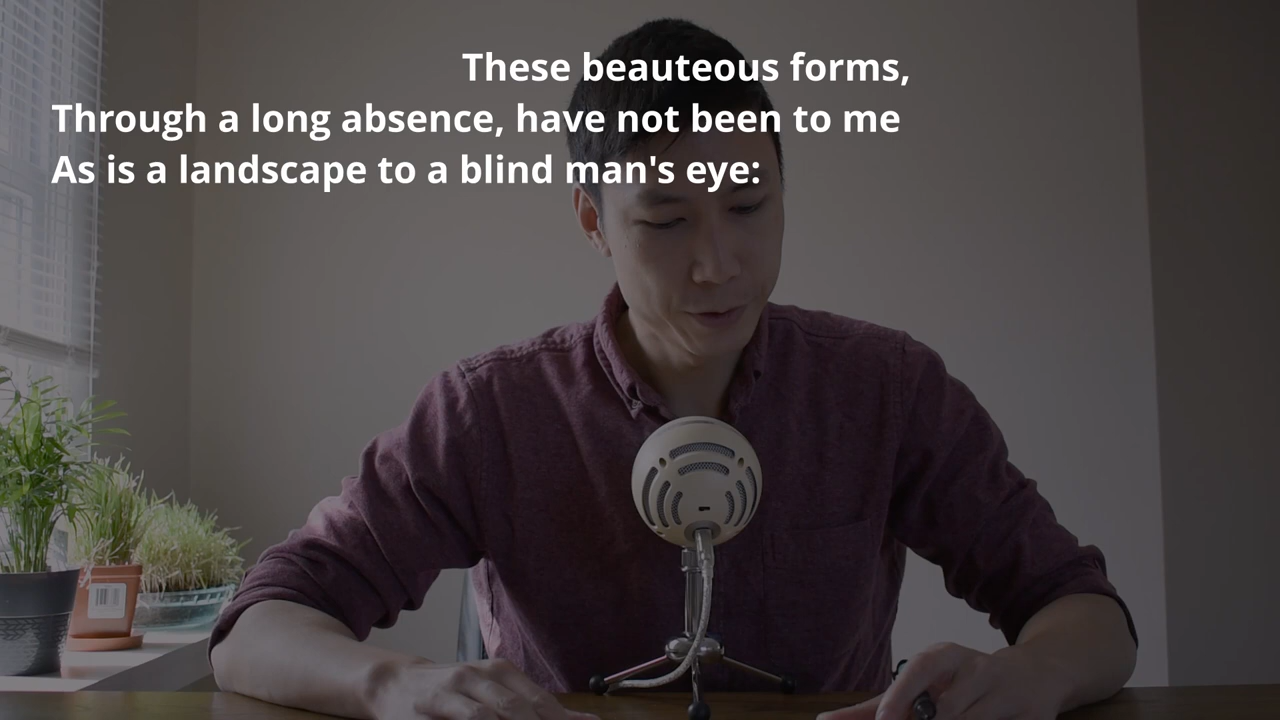 These beauteous forms,
Through a long absence, have not been to me
As is a landscape to a blind man's eye: